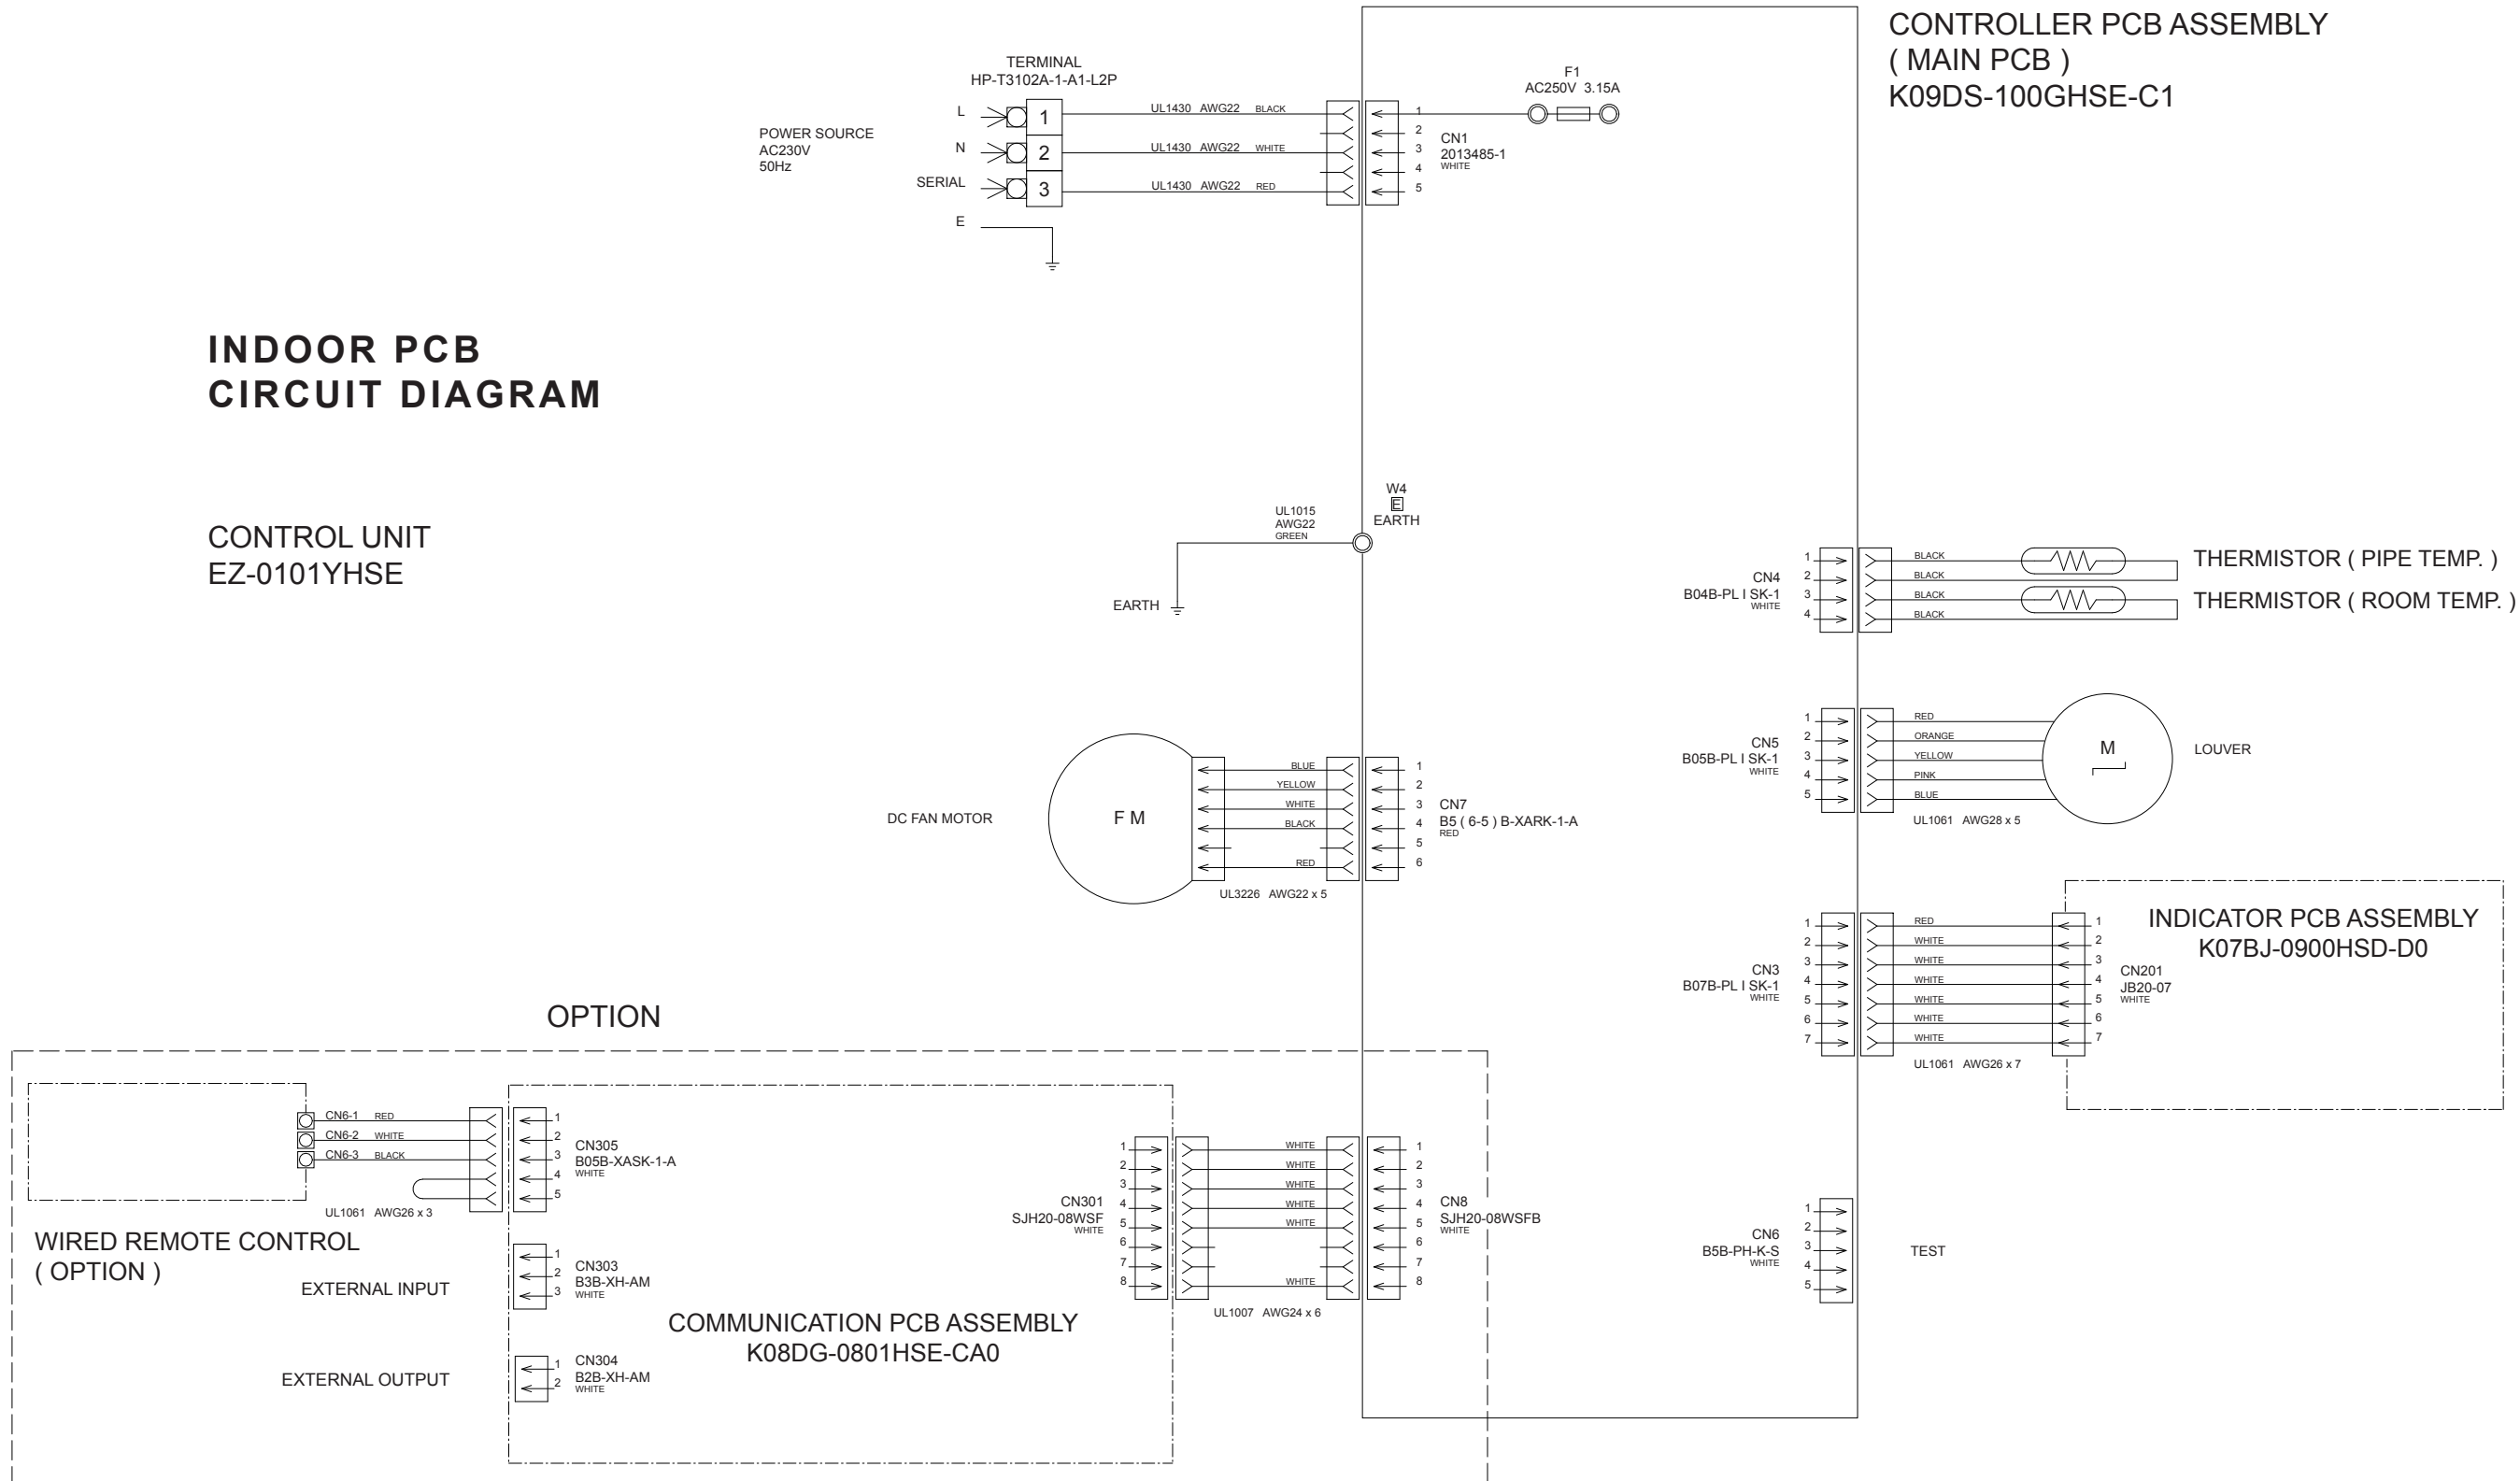 CONTROLLER PCB ASSEMBLY
( MAIN PCB )
K09DS-100GHSE-C1
TERMINAL
HP-T3102A-1-A1-L2P
F1
AC250V 3.15A
POWER SOURCE
AC230V
50Hz
L
N
SERIAL
E
1
2
3
UL1430 AWG22 BLACK
UL1430 AWG22 WHITE
UL1430 AWG22 RED
1
2
3
4
5
CN1
2013485-1
WHITE
INDOOR PCB
CIRCUIT DIAGRAM
CONTROL UNIT
EZ-0101YHSE
W4
E
EARTH
UL1015
AWG22
GREEN
EARTH
CN4
B04B-PL I SK-1
WHITE
1
2
3
4
BLACK
BLACK
BLACK
BLACK
THERMISTOR ( PIPE TEMP. )
THERMISTOR ( ROOM TEMP. )
CN5
B05B-PL I SK-1
WHITE
1
2
3
4
5
RED
ORANGE
YELLOW
PINK
BLUE
UL1061 AWG28 x 5
M
LOUVER
DC FAN MOTOR
F M
BLUE
YELLOW
WHITE
BLACK
RED
UL3226 AWG22 x 5
1
2
3
4
5
6
CN7
B5 ( 6-5 ) B-XARK-1-A
RED
CN3
B07B-PL I SK-1
WHITE
1
2
3
4
5
6
7
RED
WHITE
WHITE
WHITE
WHITE
WHITE
WHITE
UL1061 AWG26 x 7
1
2
3
4
5
6
7
CN201
JB20-07
WHITE
INDICATOR PCB ASSEMBLY
K07BJ-0900HSD-D0
OPTION
CN6-1 RED
CN6-2 WHITE
CN6-3 BLACK
UL1061 AWG26 x 3
WIRED REMOTE CONTROL
( OPTION )
1
2
3
4
5
CN305
B05B-XASK-1-A
WHITE
EXTERNAL INPUT
1
2
3
CN303
B3B-XH-AM
WHITE
EXTERNAL OUTPUT
1
2
CN304
B2B-XH-AM
WHITE
COMMUNICATION PCB ASSEMBLY
K08DG-0801HSE-CA0
CN301
SJH20-08WSF
WHITE
1
2
3
4
5
6
7
8
WHITE
WHITE
WHITE
WHITE
WHITE
WHITE
UL1007 AWG24 x 6
1
2
3
4
5
6
7
8
CN8
SJH20-08WSFB
WHITE
CN6
B5B-PH-K-S
WHITE
1
2
3
4
5
TEST